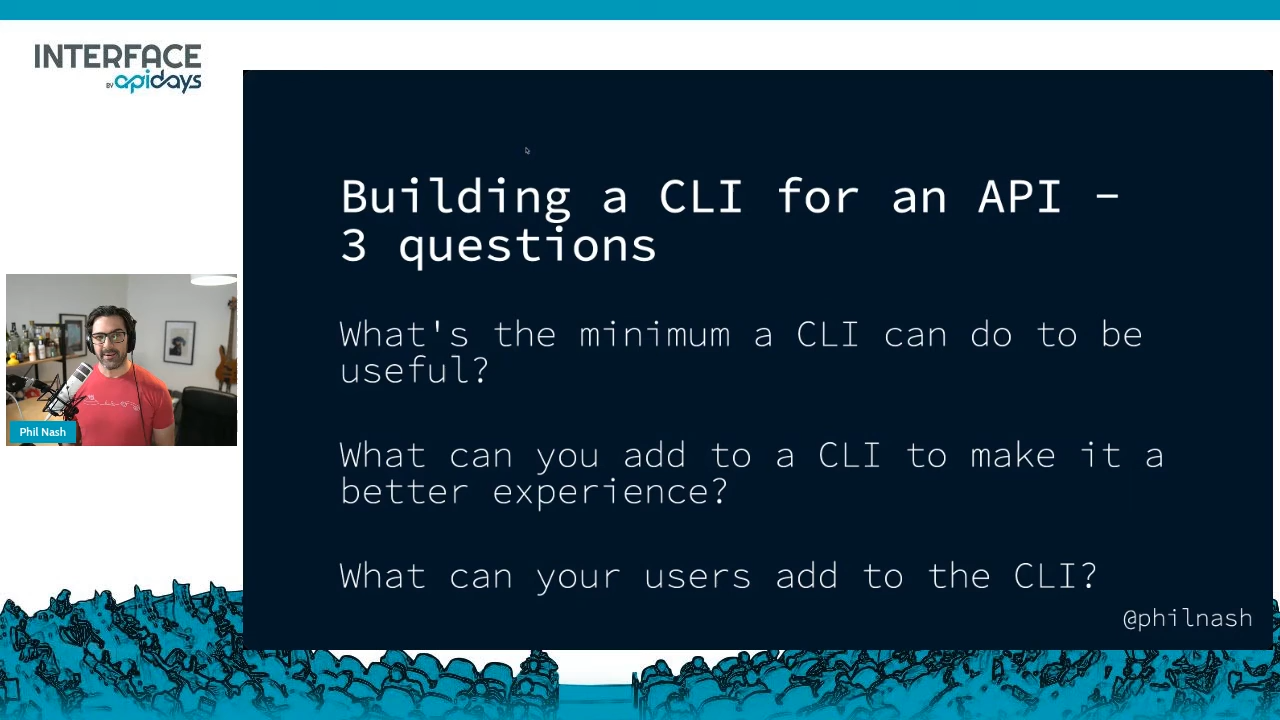 INTERFACE
BY apidays
Building a CLI for an API –
3 questions
What's the minimum a CLI can do to be
useful?
What can you add to a CLI to make it a
better experience?
What can your users add to the CLI?
@philnash
Phil Nash